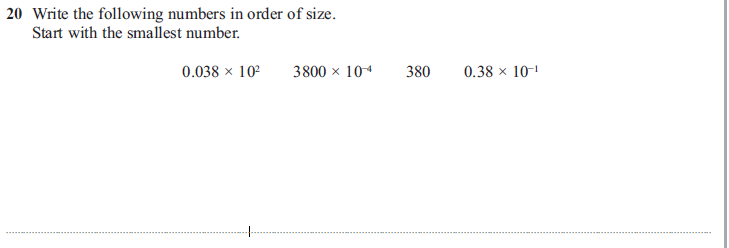 20 Write the following numbers in order of size.
Start with the smallest number.
0.038 × 10² 3800 × 10⁻⁴ 380 0.38 × 10⁻¹